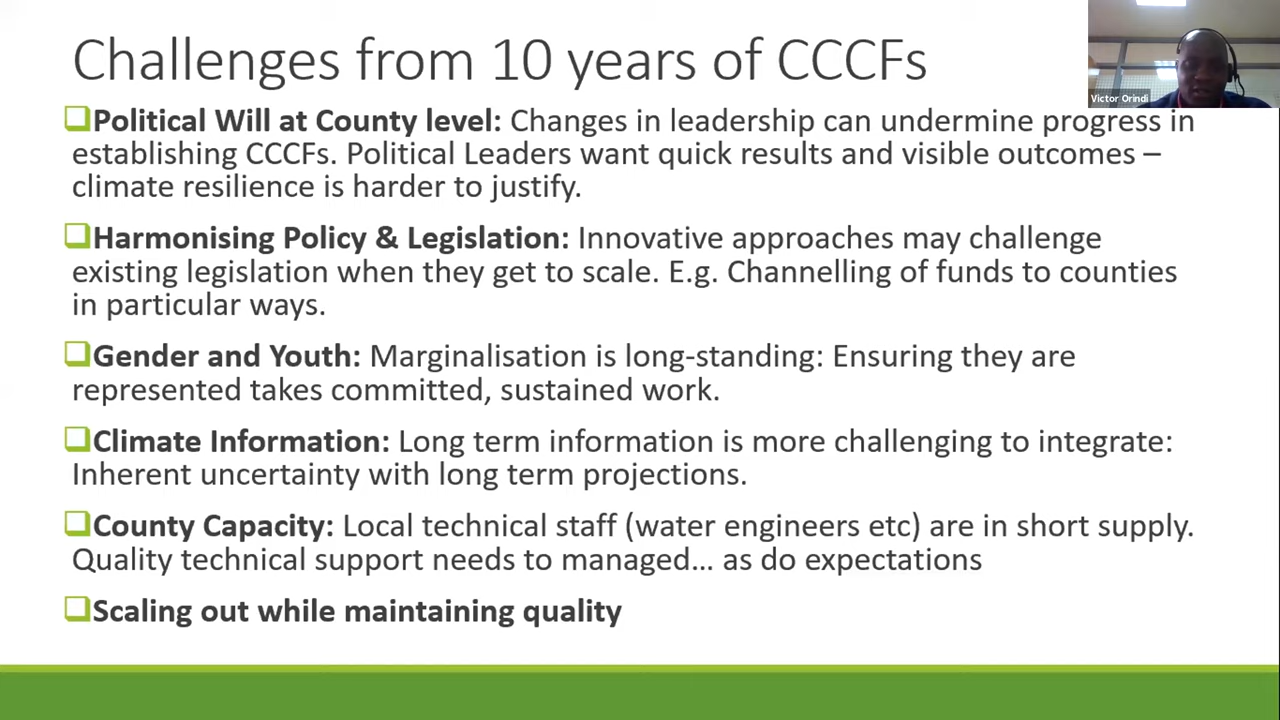 Challenges from 10 years of CCCFs
Victor Orindi
Political Will at County level: Changes in leadership can undermine progress in
establishing CCCFs. Political Leaders want quick results and visible outcomes –
climate resilience is harder to justify.
Harmonising Policy & Legislation: Innovative approaches may challenge
existing legislation when they get to scale. E.g. Channelling of funds to counties
in particular ways.
Gender and Youth: Marginalisation is long-standing: Ensuring they are
represented takes committed, sustained work.
Climate Information: Long term information is more challenging to integrate:
Inherent uncertainty with long term projections.
County Capacity: Local technical staff (water engineers etc) are in short supply.
Quality technical support needs to managed... as do expectations
Scaling out while maintaining quality